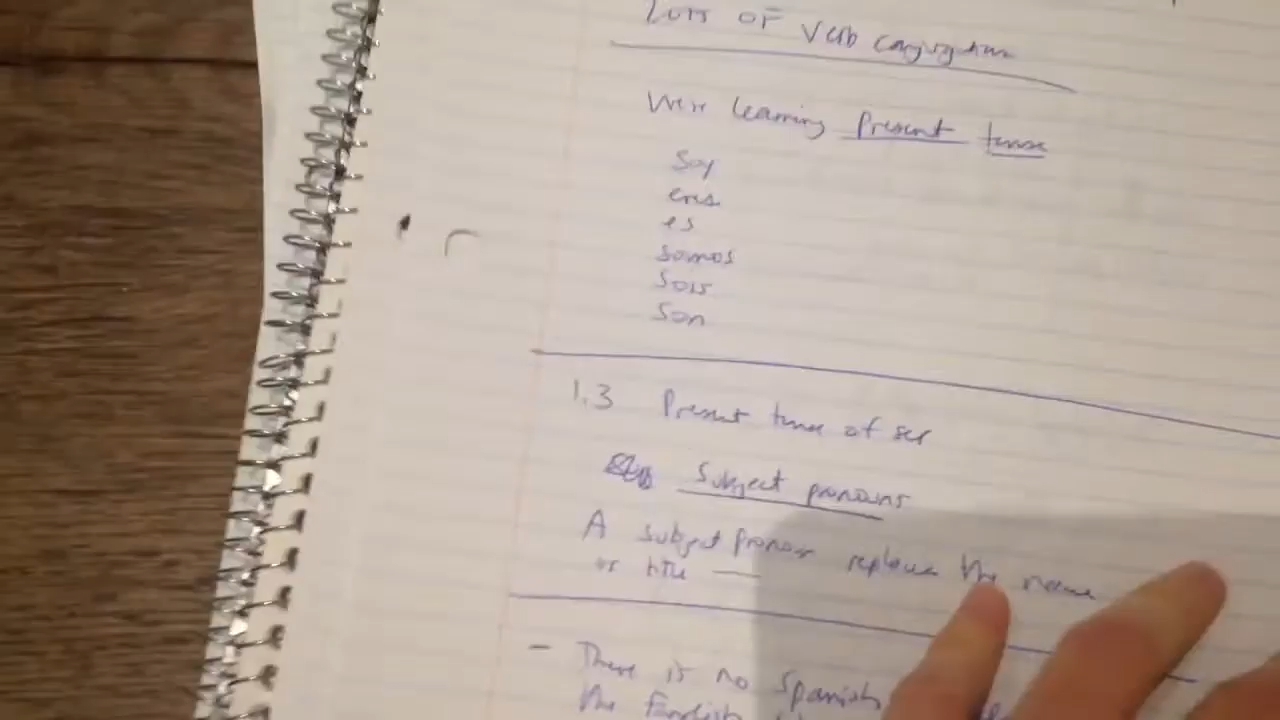 Lots of Verb conjugation
We're learning Present tense
Soy
eres
es
somos
Sois
Son
1.3 Present tense of ser
Subject pronouns
A subject pronoun replaces the name
or title
- There is no Spanish
the English